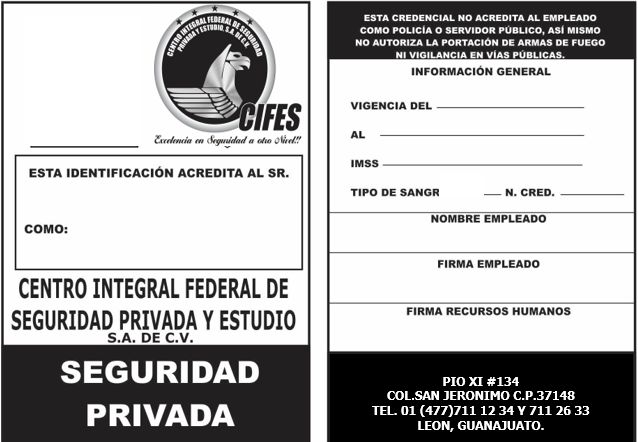 CENTRO INTEGRAL FEDERAL DE SEGURIDAD
PRIVADA Y ESTUDIO, S.A. DE C.V.
CIFES
Excelencia en Seguridad a otro Nivel!!
ESTA IDENTIFICACIÓN ACREDITA AL SR.
COMO:
CENTRO INTEGRAL FEDERAL DE
SEGURIDAD PRIVADA Y ESTUDIO
S.A. DE C.V.
SEGURIDAD
PRIVADA
ESTA CREDENCIAL NO ACREDITA AL EMPLEADO
COMO POLICÍA O SERVIDOR PÚBLICO, ASÍ MISMO
NO AUTORIZA LA PORTACIÓN DE ARMAS DE FUEGO
NI VIGILANCIA EN VÍAS PÚBLICAS.
INFORMACIÓN GENERAL
VIGENCIA DEL
AL
IMSS
TIPO DE SANGR N. CRED.
NOMBRE EMPLEADO
FIRMA EMPLEADO
FIRMA RECURSOS HUMANOS
PIO XI #134
COL.SAN JERONIMO C.P.37148
TEL. 01 (477)711 12 34 Y 711 26 33
LEON, GUANAJUATO.